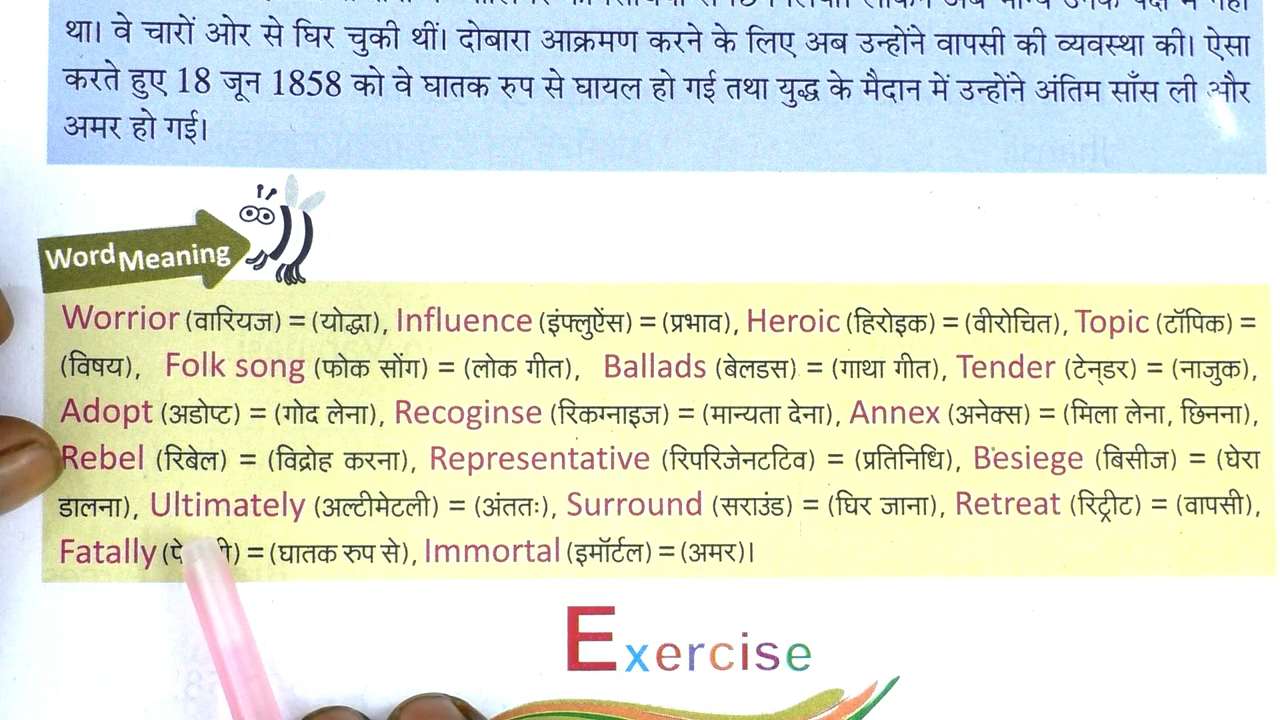 था। वे चारों ओर से घिर चुकी थीं। दोबारा आक्रमण करने के लिए अब उन्होंने वापसी की व्यवस्था की। ऐसा
करते हुए 18 जून 1858 को वे घातक रुप से घायल हो गई तथा युद्ध के मैदान में उन्होंने अंतिम साँस ली और
अमर हो गई।
Word Meaning
Worrior (वारियज) = (योद्धा), Influence (इंफ्लुऐंस) = (प्रभाव), Heroic (हिरोइक) = (वीरोचित), Topic (टॉपिक) =
(विषय), Folk song (फोक सोंग) = (लोक गीत), Ballads (बेलडस) = (गाथा गीत), Tender (टेन्डर) = (नाजुक),
Adopt (अडोप्ट) = (गोद लेना), Recoginse (रिकग्नाइज) = (मान्यता देना), Annex (अनेक्स) = (मिला लेना, छिनना),
Rebel (रिबेल) = (विद्रोह करना), Representative (रिपरिजेनटटिव) = (प्रतिनिधि), Besiege (बिसीज) = (घेरा
डालना), Ultimately (अल्टीमेटली) = (अंततः), Surround (सराउंड) = (घिर जाना), Retreat (रिट्रीट) = (वापसी),
Fatally = (घातक रुप से), Immortal (इमॉर्टल) = (अमर)।
Exercise